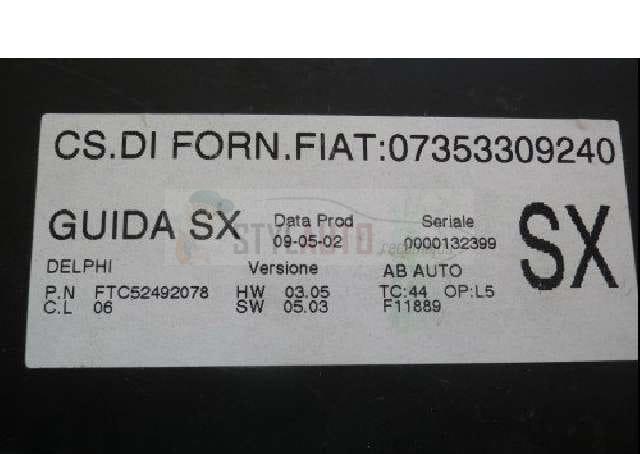 CS.DI FORN.FIAT:07353309240
GUIDA SX
Data Prod
09-05-02
Seriale
0000132399
SX
DELPHI
Versione
AB AUTO
P.N FTC52492078 HW 03.05 TC:44 OP:L5
C.L 06 SW 05.03 F11889
STYLAUTO